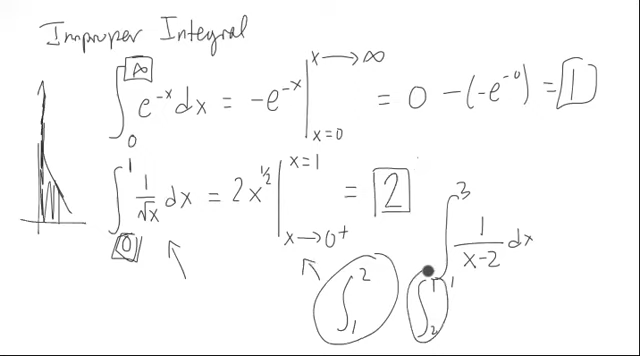 Improper Integral
∫₀^∞ e^{-x} dx = -e^{-x} |_{x=0}^{x→∞} = 0 - (-e^{-0}) = 1
∫₀^1 1/√x dx = 2x^{1/2} |_{x→0+}^{x=1} = 2
∫₁^3 1/(x-2) dx
∫₁^2 ∫₂